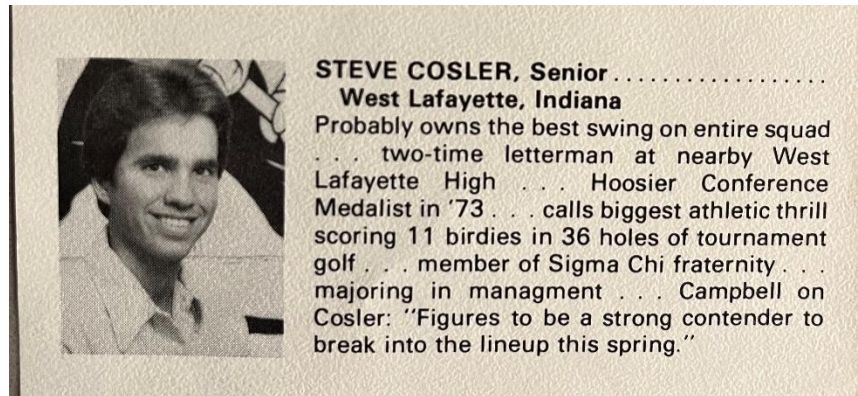 STEVE COSLER, Senior..................
West Lafayette, Indiana
Probably owns the best swing on entire squad
. . . two-time letterman at nearby West
Lafayette High . . . Hoosier Conference
Medalist in '73 . . . calls biggest athletic thrill
scoring 11 birdies in 36 holes of tournament
golf . . . member of Sigma Chi fraternity . . .
majoring in managment . . . Campbell on
Cosler: "Figures to be a strong contender to
break into the lineup this spring."